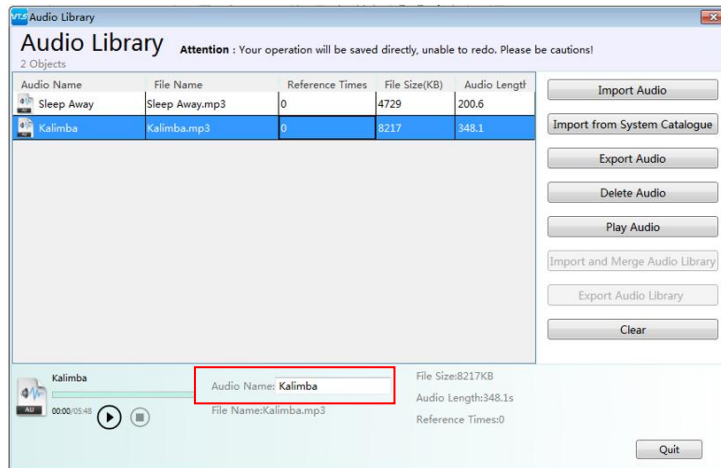 VTS Audio Library
Audio Library Attention : Your operation will be saved directly, unable to redo. Please be cautions!
2 Objects
Audio Name File Name Reference Times File Size(KB) Audio Lengtl
Sleep Away Sleep Away.mp3 0 4729 200.6
Kalimba Kalimba.mp3 0 8217 348.1
Import Audio
Import from System Catalogue
Export Audio
Delete Audio
Play Audio
Import and Merge Audio Library
Export Audio Library
Clear
Kalimba
AU 00:00/05:48
Audio Name: Kalimba
File Name:Kalimba.mp3
File Size:8217KB
Audio Length:348.1s
Reference Times:0
Quit